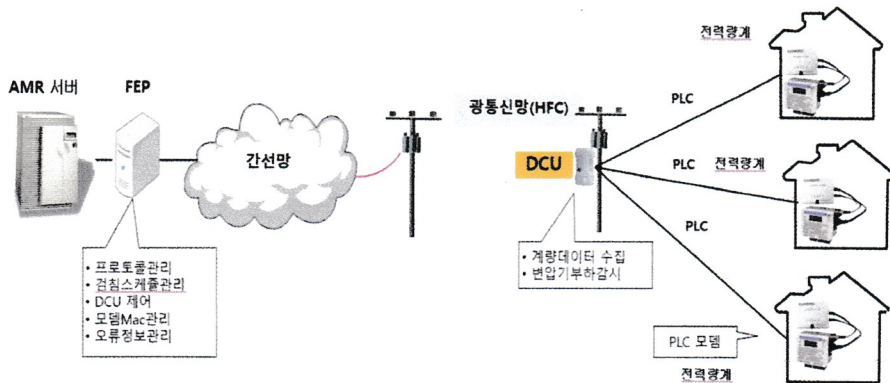 전력량계
AMR 서버
FEP
광통신망(HFC)
PLC
간선망
DCU
PLC
전력량계
PLC
• 프로토콜관리
• 검침스케쥴관리
• DCU 제어
• 모뎀Mac관리
• 오류정보관리
• 계량데이터 수집
• 변압기부하감시
PLC 모뎀
전력량계